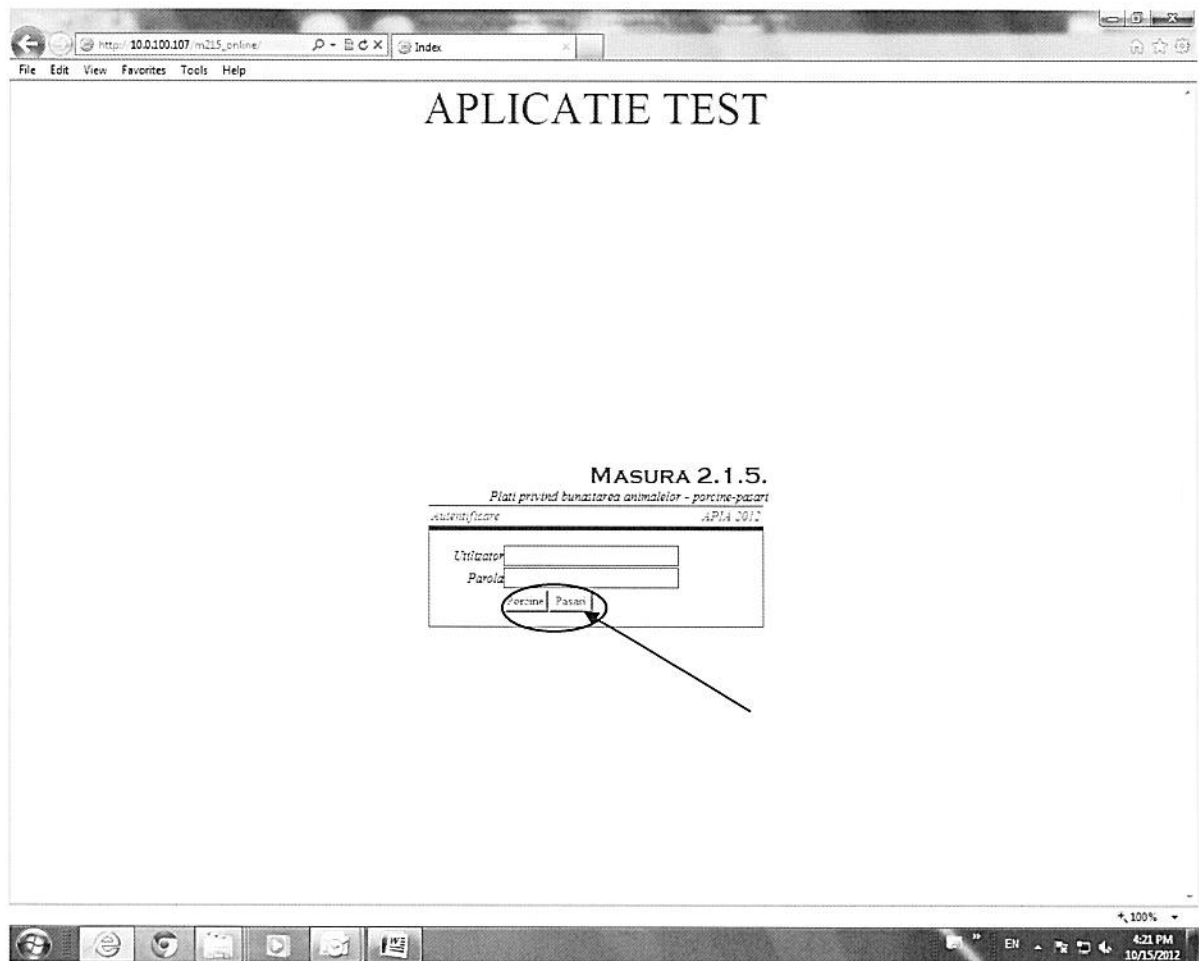 http://10.0.100.107/m215_online/
Index
File Edit View Favorites Tools Help
APLICATIE TEST
MASURA 2.1.5.
Plati privind bunastarea animalelor - porcine-pasari
Autentificare APIA 2012
Utilizator
Parola
Porcine Pasari
100%
EN 4:21 PM
10/15/2012